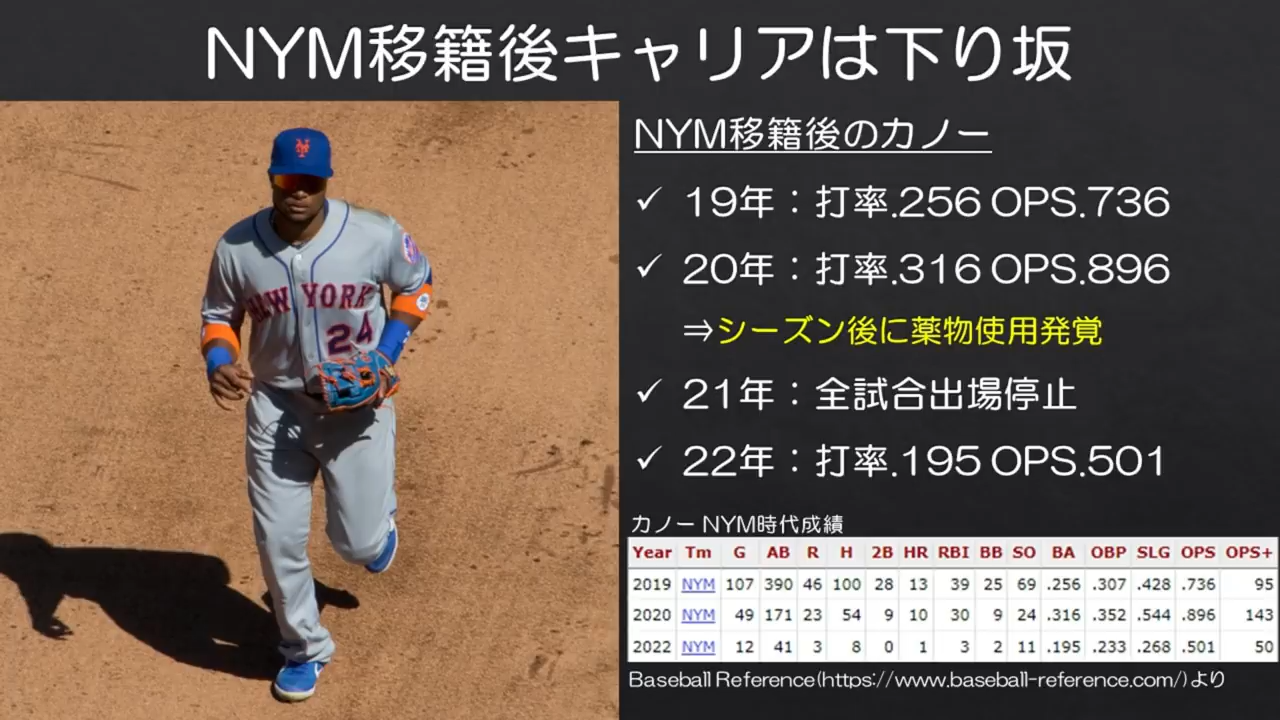 NYM移籍後キャリアは下り坂
NEW YORK
24
NYM移籍後のカノー
✓ 19年：打率.256 OPS.736
✓ 20年：打率.316 OPS.896
⇒シーズン後に薬物使用発覚
✓ 21年：全試合出場停止
✓ 22年：打率.195 OPS.501
カノー NYM時代成績
Year Tm G AB R H 2B HR RBI BB SO BA OBP SLG OPS OPS+
2019 NYM 107 390 46 100 28 13 39 25 69 .256 .307 .428 .736 95
2020 NYM 49 171 23 54 9 10 30 9 24 .316 .352 .544 .896 143
2022 NYM 12 41 3 8 0 1 3 2 11 .195 .233 .268 .501 50
Baseball Reference(https://www.baseball-reference.com/)より